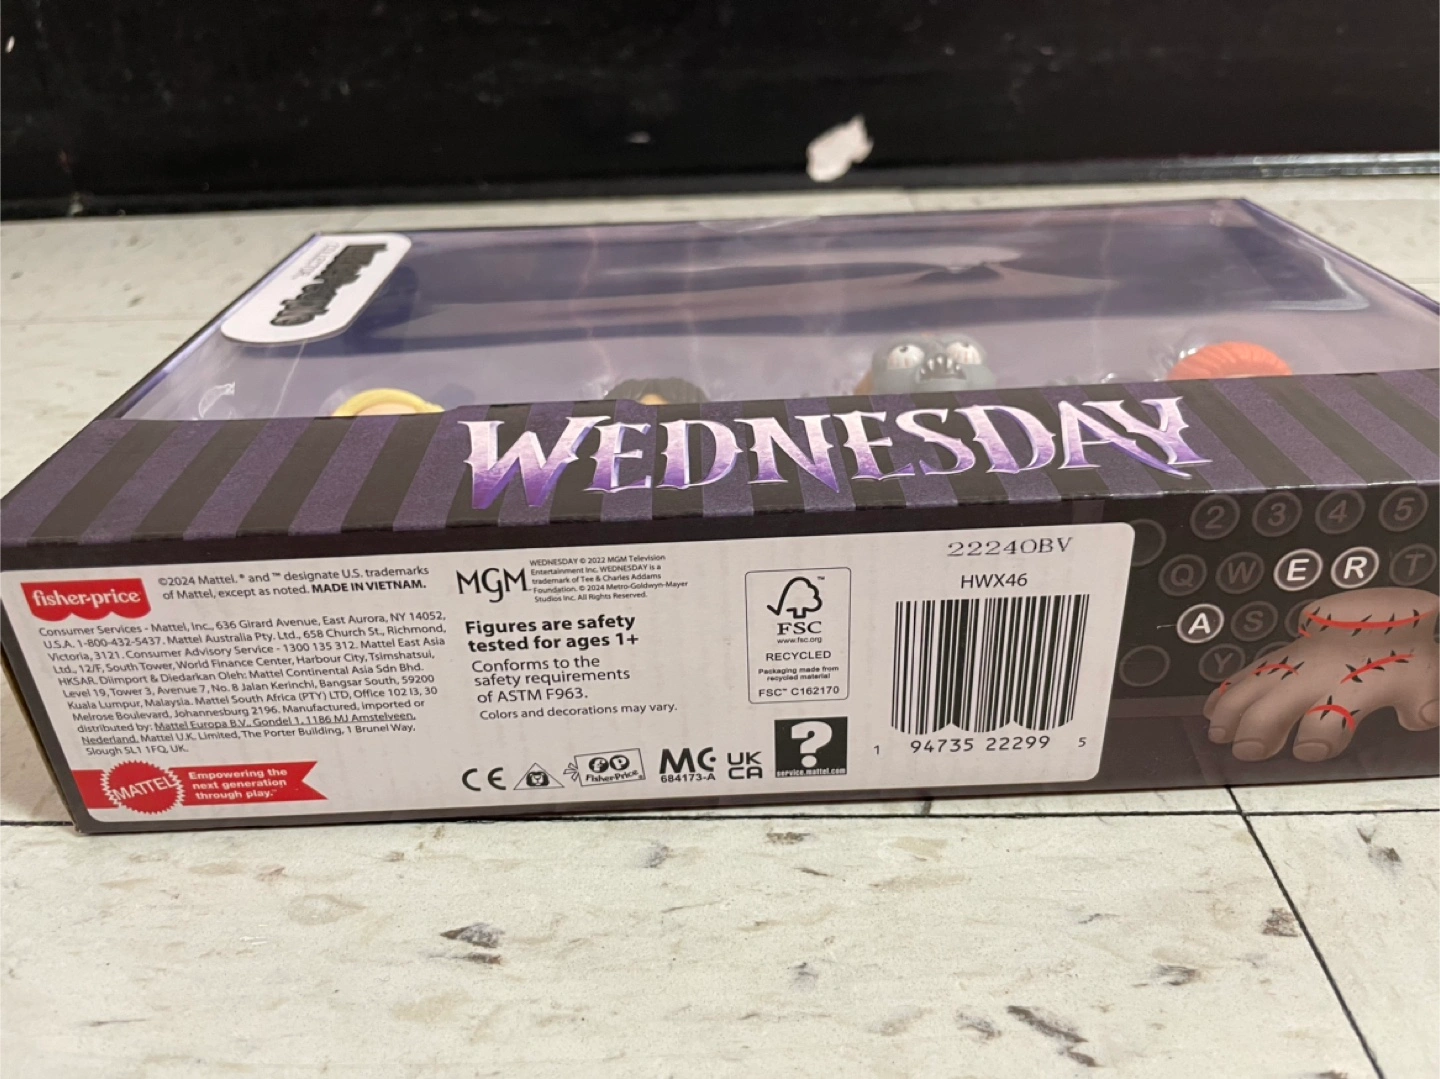 WEDNESDAY
fisher-price
©2024 Mattel. ® and ™ designate U.S. trademarks
of Mattel, except as noted. MADE IN VIETNAM.
Consumer Services - Mattel, Inc., 636 Girard Avenue, East Aurora, NY 14052,
U.S.A. 1-800-432-5437. Mattel Australia Pty. Ltd., 658 Church St., Richmond,
Victoria, 3121. Consumer Advisory Service - 1300 135 312. Mattel East Asia
Ltd., 12/F, South Tower, World Finance Center, Harbour City, Tsimshatsui,
HKSAR. Diimport & Diedarkan Oleh: Mattel Continental Asia Sdn Bhd.
Level 19, Tower 3, Avenue 7, No. 8 Jalan Kerinchi, Bangsar South, 59200
Kuala Lumpur, Malaysia. Mattel South Africa (PTY) LTD, Office 102 I3, 30
Melrose Boulevard, Johannesburg 2196. Manufactured, imported or
distributed by: Mattel Europa B.V., Gondel 1, 1186 MJ Amstelveen,
Nederland. Mattel U.K. Limited, The Porter Building, 1 Brunel Way,
Slough SL1 1FQ, UK.
MATTEL
Empowering the
next generation
through play.™
MGM
WEDNESDAY © 2022 MGM Television
Entertainment Inc. WEDNESDAY is a
trademark of Tee & Charles Addams
Foundation. © 2024 Metro-Goldwyn-Mayer
Studios Inc. All Rights Reserved.
Figures are safety
tested for ages 1+
Conforms to the
safety requirements
of ASTM F963.
Colors and decorations may vary.
CE
Fisher-Price
MC
684173-A
UK
CA
?
service.mattel.com
™
FSC
www.fsc.org
RECYCLED
Packaging made from
recycled material
FSC™ C162170
22240BV
HWX46
1 94735 22299 5
2 3 4 5
Q W E R T
A S
Y